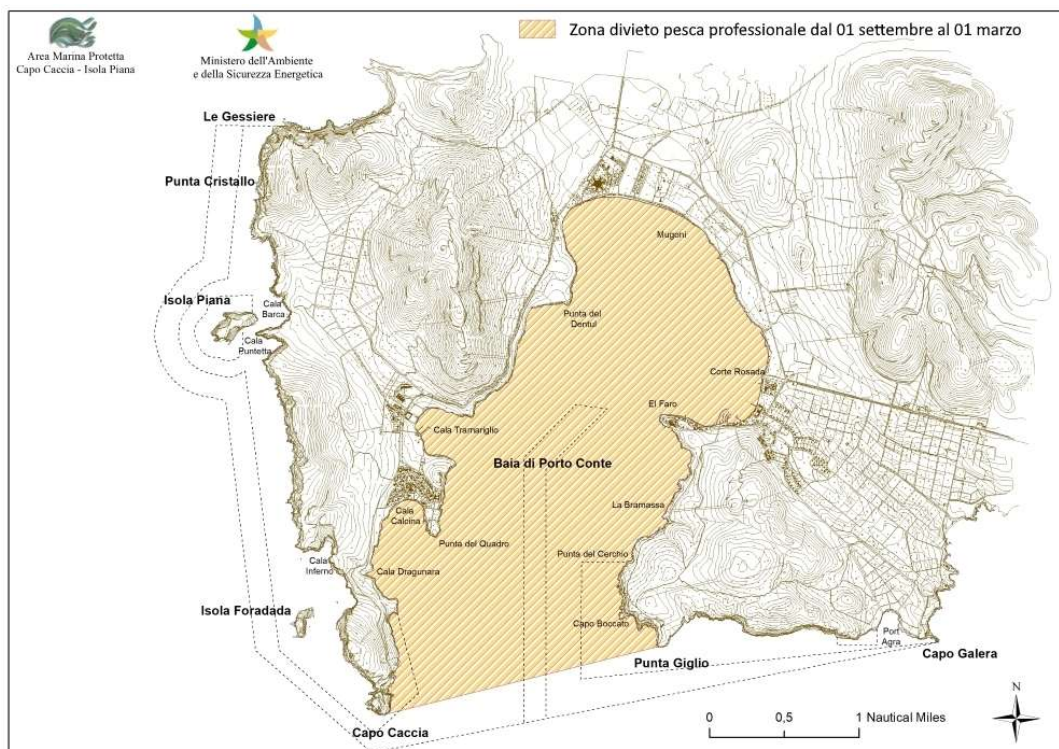 Area Marina Protetta
Capo Caccia - Isola Piana
Ministero dell'Ambiente
e della Sicurezza Energetica
Zona divieto pesca professionale dal 01 settembre al 01 marzo
Le Gessiere
Punta Cristallo
Mugoni
Isola Piana
Cala
Barca
Punta del
Dentul
Cala
Puntetta
Corte Rosada
El Faro
Cala Tramariglio
Baia di Porto Conte
La Bramassa
Cala
Calcina
Punta del Quadro
Punta del Cerchio
Cala
Inferno
Cala Dragunara
Isola Foradada
Capo Boccato
Port
Agra
Punta Giglio
Capo Galera
Capo Caccia
N
0 0,5 1 Nautical Miles